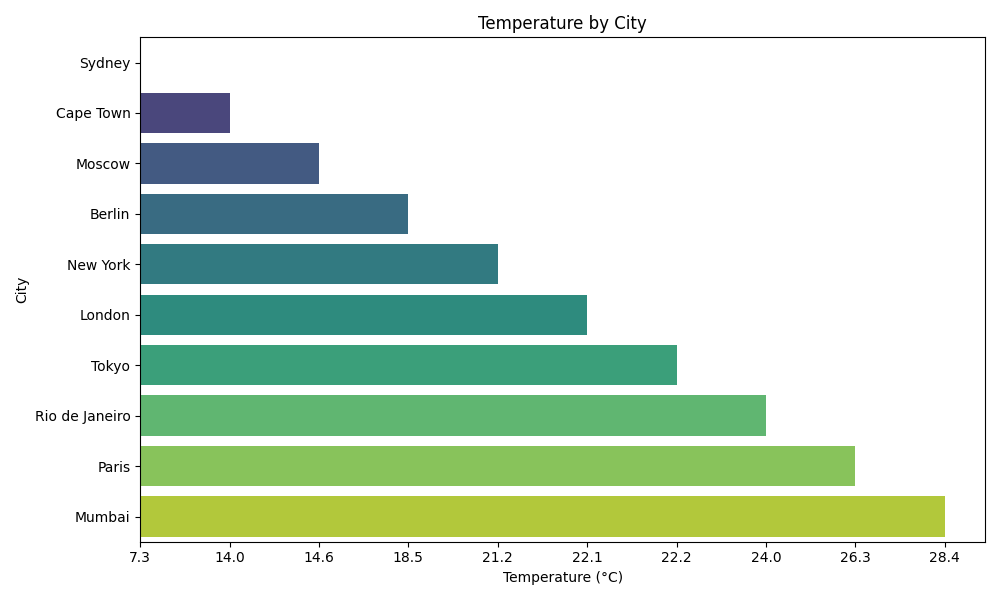 Temperature by City
Sydney
Cape Town
Moscow
Berlin
New York
London
Tokyo
Rio de Janeiro
Paris
Mumbai
City
7.3 14.0 14.6 18.5 21.2 22.1 22.2 24.0 26.3 28.4
Temperature (°C)